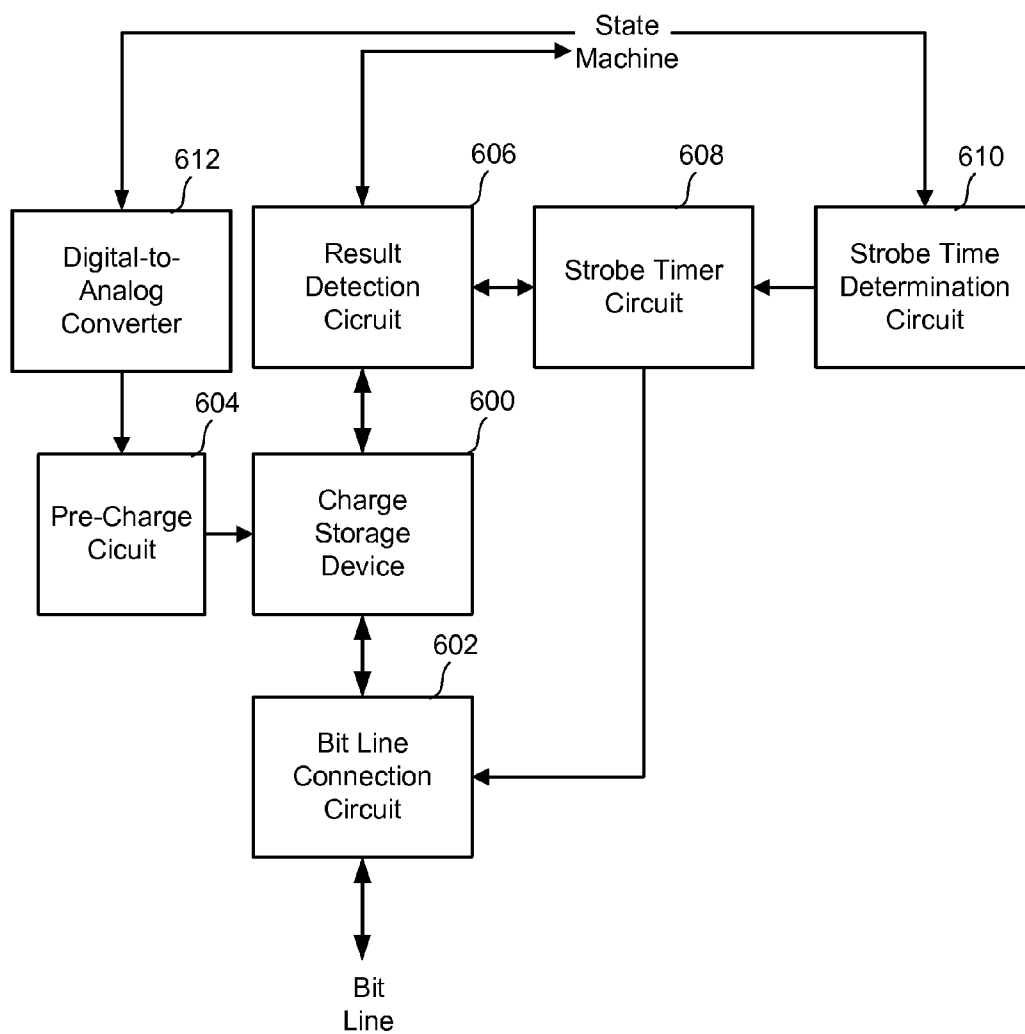 State
Machine
612
606
608
610
Digital-to-
Analog
Converter
Result
Detection
Cicruit
Strobe Timer
Circuit
Strobe Time
Determination
Circuit
604
600
Pre-Charge
Cicuit
Charge
Storage
Device
602
Bit Line
Connection
Circuit
Bit
Line